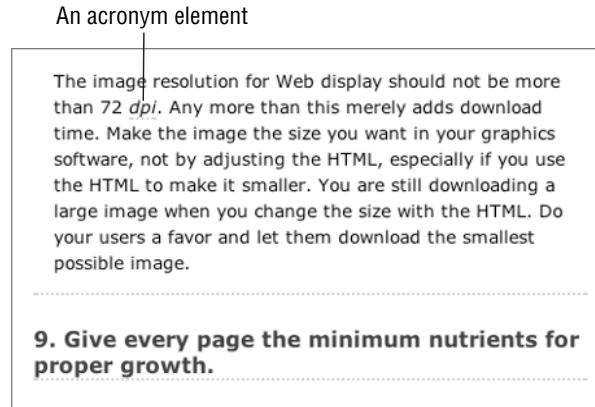 An acronym element
The image resolution for Web display should not be more
than 72 dpi. Any more than this merely adds download
time. Make the image the size you want in your graphics
software, not by adjusting the HTML, especially if you use
the HTML to make it smaller. You are still downloading a
large image when you change the size with the HTML. Do
your users a favor and let them download the smallest
possible image.
9. Give every page the minimum nutrients for
proper growth.